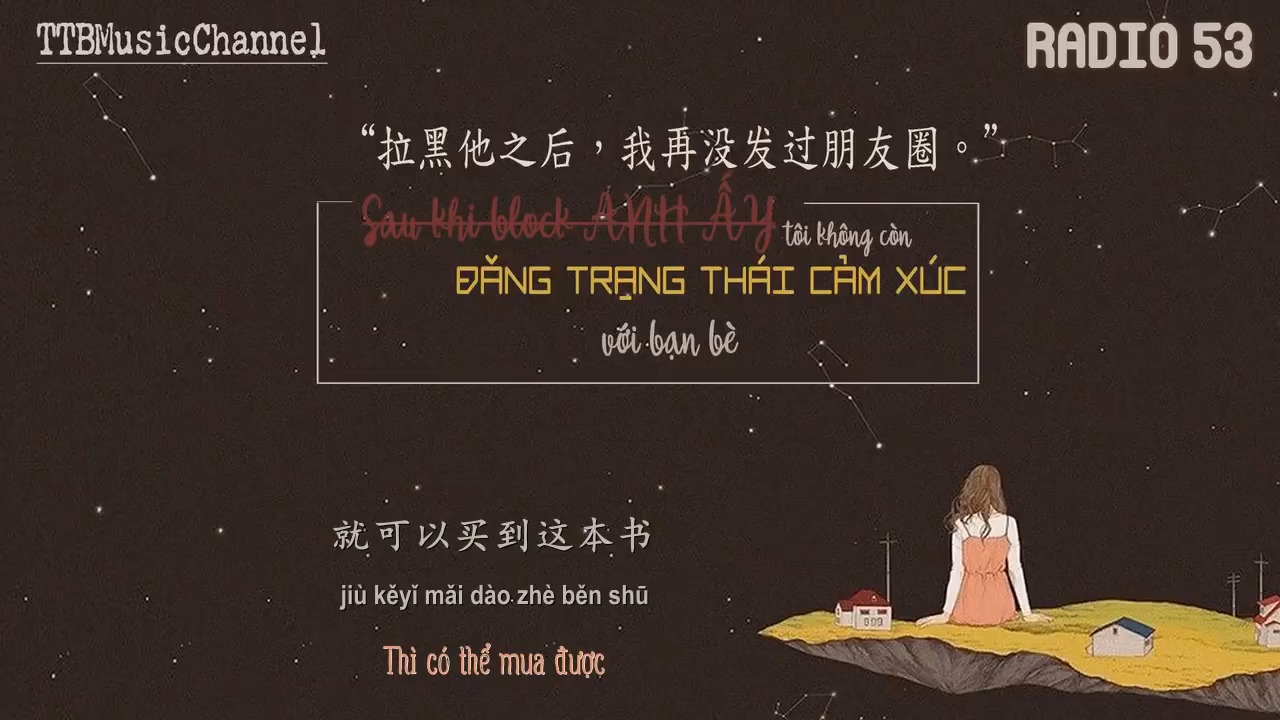 TTBMusicChannel
RADIO 53
“拉黑他之后，我再没发过朋友圈。”
Sau khi block ANH ẤY tôi không còn
ĐĂNG TRẠNG THÁI CẢM XÚC
với bạn bè
就可以买到这本书
jiù kěyǐ mǎi dào zhè běn shū
Thì có thể mua được